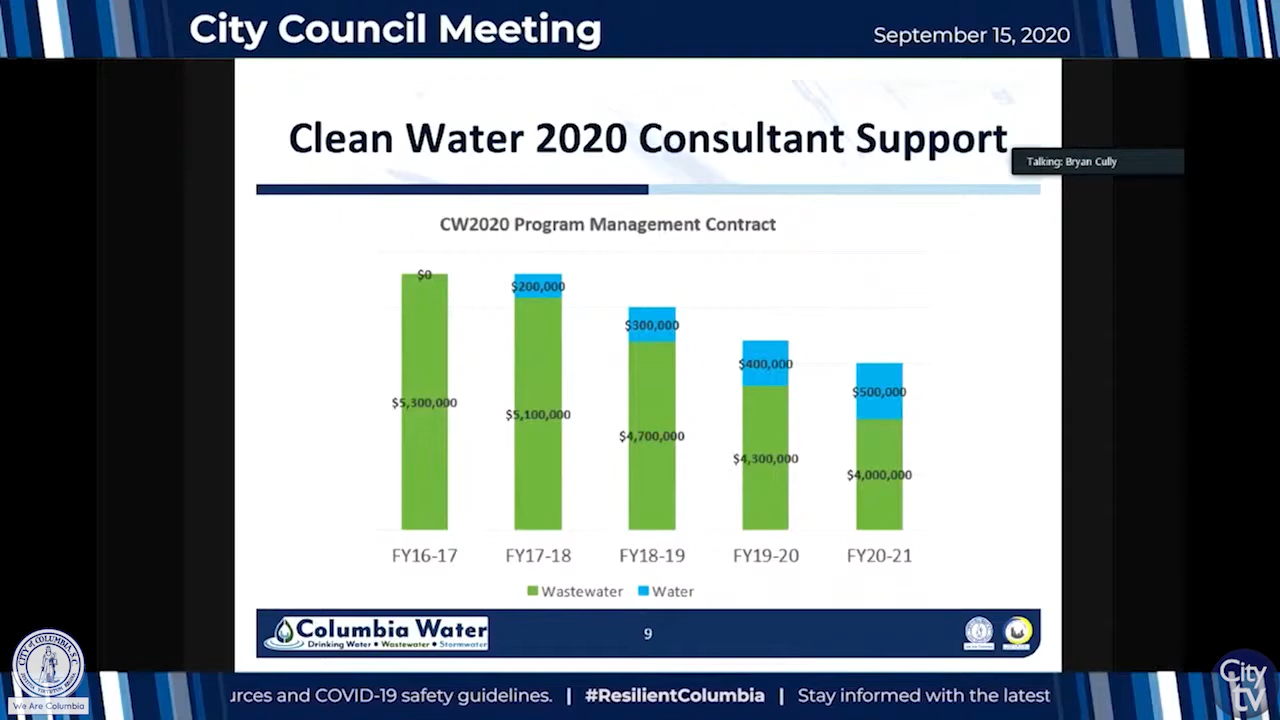 City Council Meeting
September 15, 2020
Clean Water 2020 Consultant Support
Talking: Bryan Cully
CW2020 Program Management Contract
$0
$200,000
$300,000
$400,000
$500,000
$5,300,000
$5,100,000
$4,700,000
$4,300,000
$4,000,000
FY16-17
FY17-18
FY18-19
FY19-20
FY20-21
Wastewater
Water
Columbia Water
Drinking Water • Wastewater • Stormwater
9
We Are Columbia
urces and COVID-19 safety guidelines. | #ResilientColumbia | Stay informed with the latest
City
tv